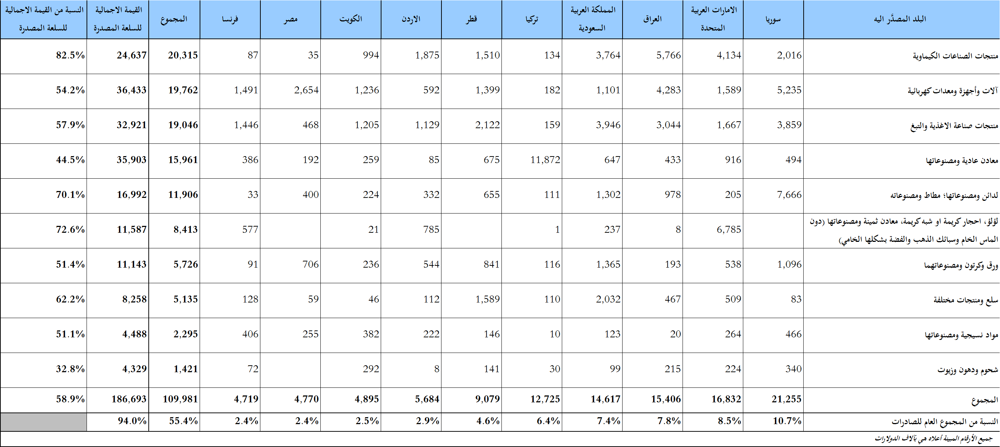 البلد المصدَّر اليه سوريا الامارات العربية المتحدة العراق المملكة العربية السعودية تركيا قطر الاردن الكويت مصر فرنسا المجموع القيمة الاجمالية للسلعة المصدرة النسبة من القيمة الاجمالية للسلعة المصدرة
منتجات الصناعات الكيماوية 2,016 4,134 5,766 3,764 134 1,510 1,875 994 35 87 20,315 24,637 82.5%
آلات وأجهزة ومعدات كهربائية 5,235 1,589 4,283 1,101 182 1,399 592 1,236 2,654 1,491 19,762 36,433 54.2%
منتجات صناعة الاغذية والتبغ 3,859 1,667 3,044 3,946 159 2,122 1,129 1,205 468 1,446 19,046 32,921 57.9%
معادن عادية ومصنوعاتها 494 916 433 647 11,872 675 85 259 192 386 15,961 35,903 44.5%
لدائن ومصنوعاتها؛ مطاط ومصنوعاته 7,666 205 978 1,302 111 655 332 224 400 33 11,906 16,992 70.1%
لؤلؤ، احجار كريمة او شبه كريمة، معادن ثمينة ومصنوعاتها (دون
الماس الخام وسبائك الذهب والفضة بشكلها الخامي) 6,785 8 237 1 785 21 577 8,413 11,587 72.6%
ورق وكرتون ومصنوعاتهما 1,096 538 193 1,365 116 841 544 236 706 91 5,726 11,143 51.4%
سلع ومنتجات مختلفة 83 509 467 2,032 110 1,589 112 46 59 128 5,135 8,258 62.2%
مواد نسيجية ومصنوعاتها 466 264 20 123 10 146 222 382 255 406 2,295 4,488 51.1%
شحوم ودهون وزيوت 340 224 215 99 30 141 8 292 72 1,421 4,329 32.8%
المجموع 21,255 16,832 15,406 14,617 12,725 9,079 5,684 4,895 4,770 4,719 109,981 186,693 58.9%
النسبة من المجموع العام للصادرات 10.7% 8.5% 7.8% 7.4% 6.4% 4.6% 2.9% 2.5% 2.4% 2.4% 55.4% 94.0%
جميع الأرقام المبينة أعلاه هي بآلاف الدولارات